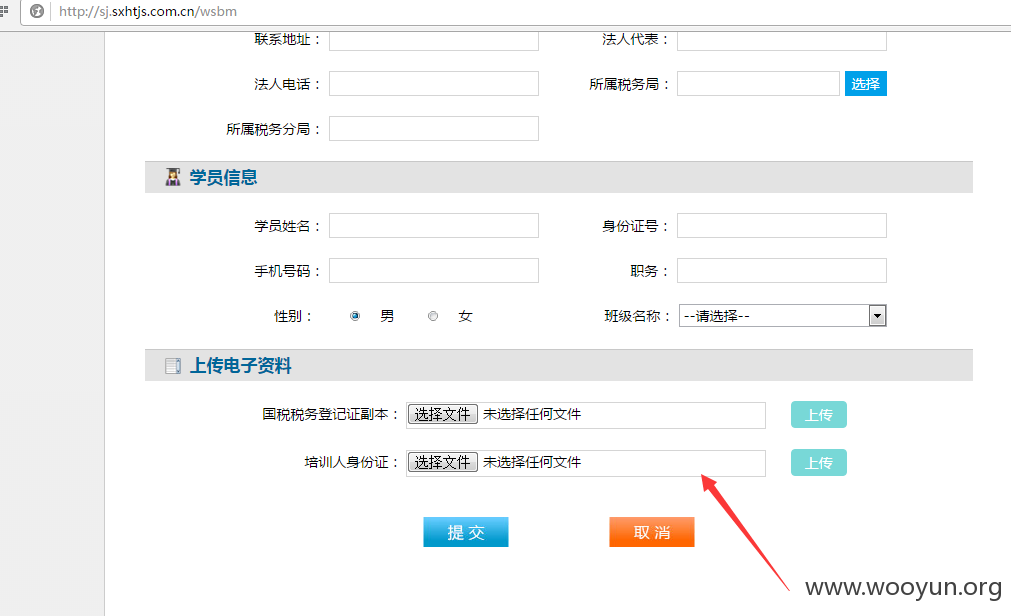 http://sj.sxhtjs.com.cn/wsbm
联系地址： 法人代表：
法人电话： 所属税务局： 选择
所属税务分局：
学员信息
学员姓名： 身份证号：
手机号码： 职务：
性别： 男 女 班级名称： --请选择--
上传电子资料
国税税务登记证副本： 选择文件 未选择任何文件 上传
培训人身份证： 选择文件 未选择任何文件 上传
提 交 取 消
www.wooyun.org